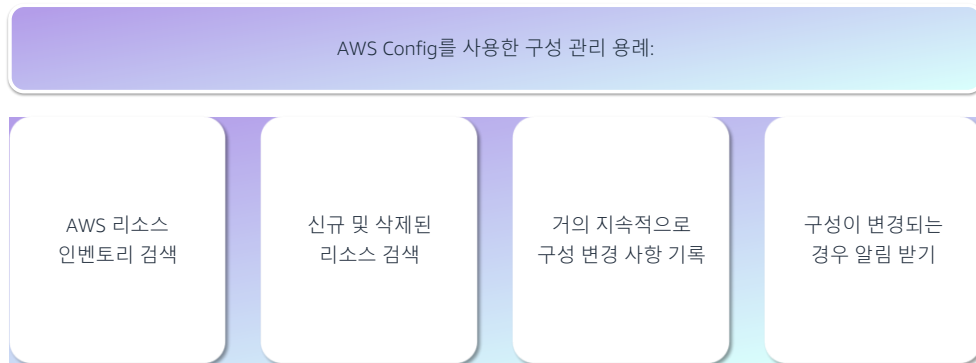 AWS Config를 사용한 구성 관리 용례:
AWS 리소스
인벤토리 검색
신규 및 삭제된
리소스 검색
거의 지속적으로
구성 변경 사항 기록
구성이 변경되는
경우 알림 받기